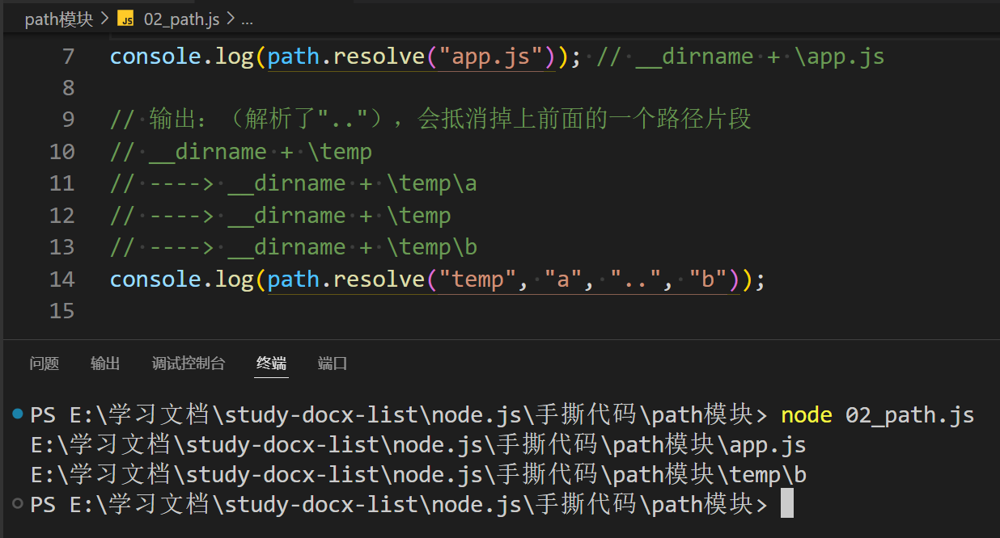 path模块 > JS 02_path.js > ...
7 console.log(path.resolve("app.js")); // __dirname + \app.js
8
9 // 输出：（解析了".."），会抵消掉上前面的一个路径片段
10 // __dirname + \temp
11 // ----> __dirname + \temp\a
12 // ----> __dirname + \temp
13 // ----> __dirname + \temp\b
14 console.log(path.resolve("temp", "a", "..", "b"));
15
问题 输出 调试控制台 终端 端口
PS E:\学习文档\study-docx-list\node.js\手撕代码\path模块> node 02_path.js
E:\学习文档\study-docx-list\node.js\手撕代码\path模块\app.js
E:\学习文档\study-docx-list\node.js\手撕代码\path模块\temp\b
PS E:\学习文档\study-docx-list\node.js\手撕代码\path模块>